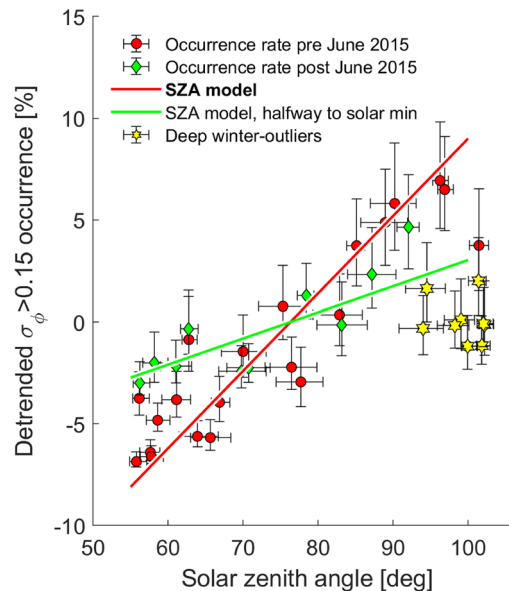 Occurrence rate pre June 2015
Occurrence rate post June 2015
SZA model
SZA model, halfway to solar min
Deep winter-outliers
Detrended σϕ >0.15 occurrence [%]
15
10
5
0
-5
-10
50 60 70 80 90 100
Solar zenith angle [deg]